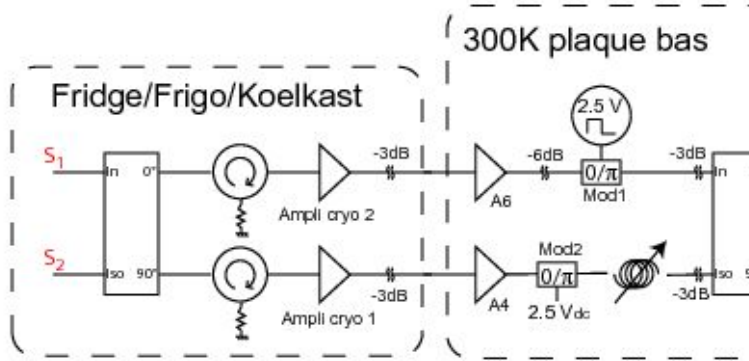 300K plaque bas
Fridge/Frigo/Koelkast
2.5 V
S1
In
0°
-3dB
-6dB
-3dB
In
0/π
Ampli cryo 2
A6
Mod1
S2
Iso
90°
Mod2
0/π
Iso
9
-3dB
-3dB
Ampli cryo 1
A4
2.5 Vdc